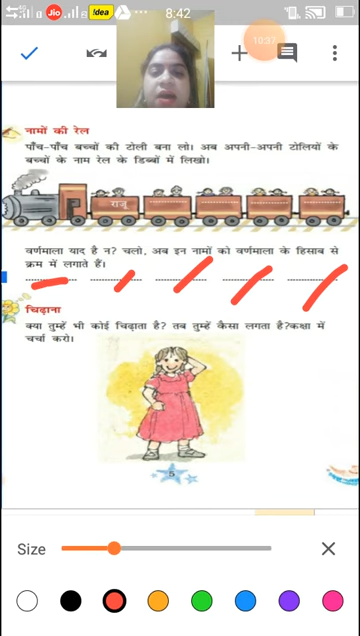 Jio
!dea
8:42
10:37
नामों की रेल
पाँच-पाँच बच्चों की टोली बना लो। अब अपनी-अपनी टोलियों के
बच्चों के नाम रेल के डिब्बों में लिखो।
राजू
वर्णमाला याद है न? चलो, अब इन नामों को वर्णमाला के हिसाब से
क्रम में लगाते हैं।
चिढ़ाना
क्या तुम्हें भी कोई चिढ़ाता है? तब तुम्हें कैसा लगता है?कक्षा में
चर्चा करो।
5
Size